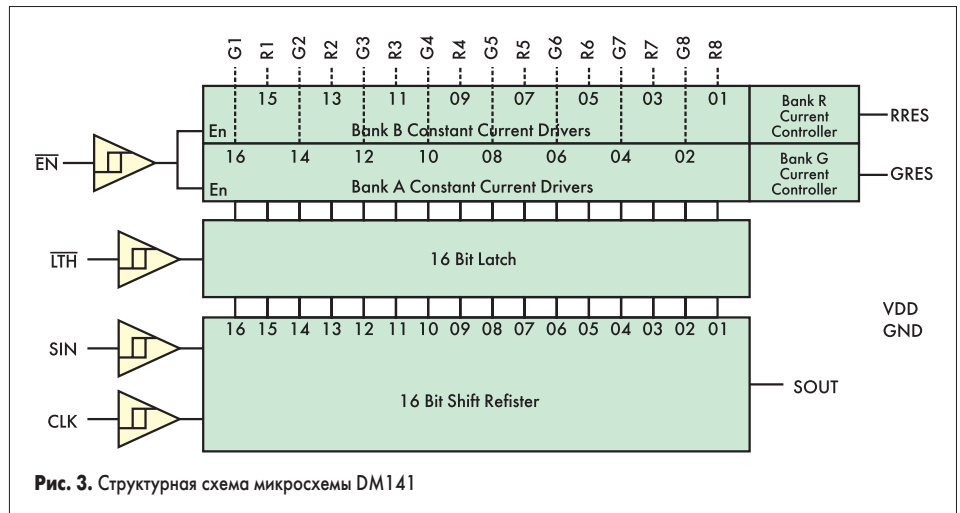 G1 R1 G2 R2 G3 R3 G4 R4 G5 R5 G6 R6 G7 R7 G8 R8
15 13 11 09 07 05 03 01
En Bank B Constant Current Drivers
Bank R
Current
Controller
RRES
EN
16 14 12 10 08 06 04 02
En Bank A Constant Current Drivers
Bank G
Current
Controller
GRES
LTH
16 Bit Latch
VDD
GND
16 15 14 13 12 11 10 09 08 07 06 05 04 03 02 01
SIN
CLK
16 Bit Shift Refister
SOUT
Рис. 3. Структурная схема микросхемы DM141